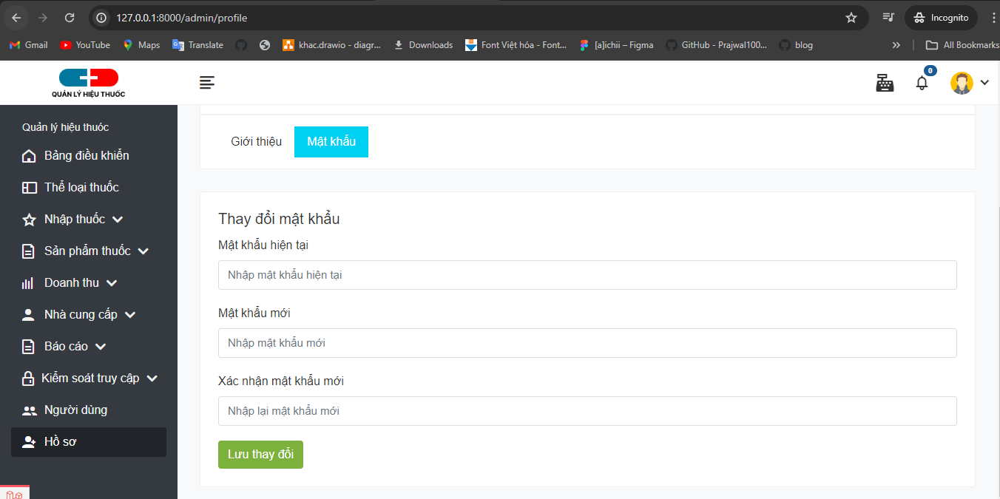 127.0.0.1:8000/admin/profile
Incognito
Gmail
YouTube
Maps
Translate
khac.drawio - diagr...
Downloads
Font Việt hóa - Font...
[a]ichii – Figma
GitHub - Prajwal100...
blog
»
All Bookmarks
QUẢN LÝ HIỆU THUỐC
0
Quản lý hiệu thuóc
Bảng điều khiển
Thể loại thuốc
Nhập thuốc
Sản phẩm thuốc
Doanh thu
Nhà cung cấp
Báo cáo
Kiểm soát truy cập
Người dùng
Hồ sơ
Giới thiệu
Mật khẩu
Thay đổi mật khẩu
Mật khẩu hiện tại
Nhập mật khẩu hiện tại
Mật khẩu mới
Nhập mật khẩu mới
Xác nhận mật khẩu mới
Nhập lại mật khẩu mới
Lưu thay đổi